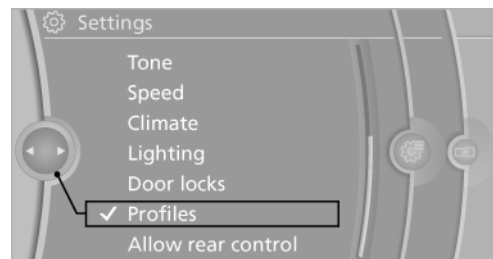 Settings
Tone
Speed
Climate
Lighting
Door locks
Profiles
Allow rear control